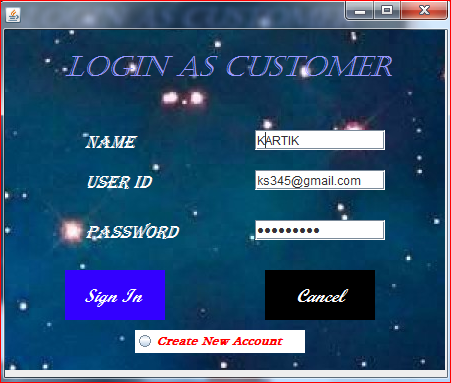 LOGIN AS CUSTOMER
NAME KARTIK
USER ID ks345@gmail.com
PASSWORD •••••••••
Sign In Cancel
Create New Account